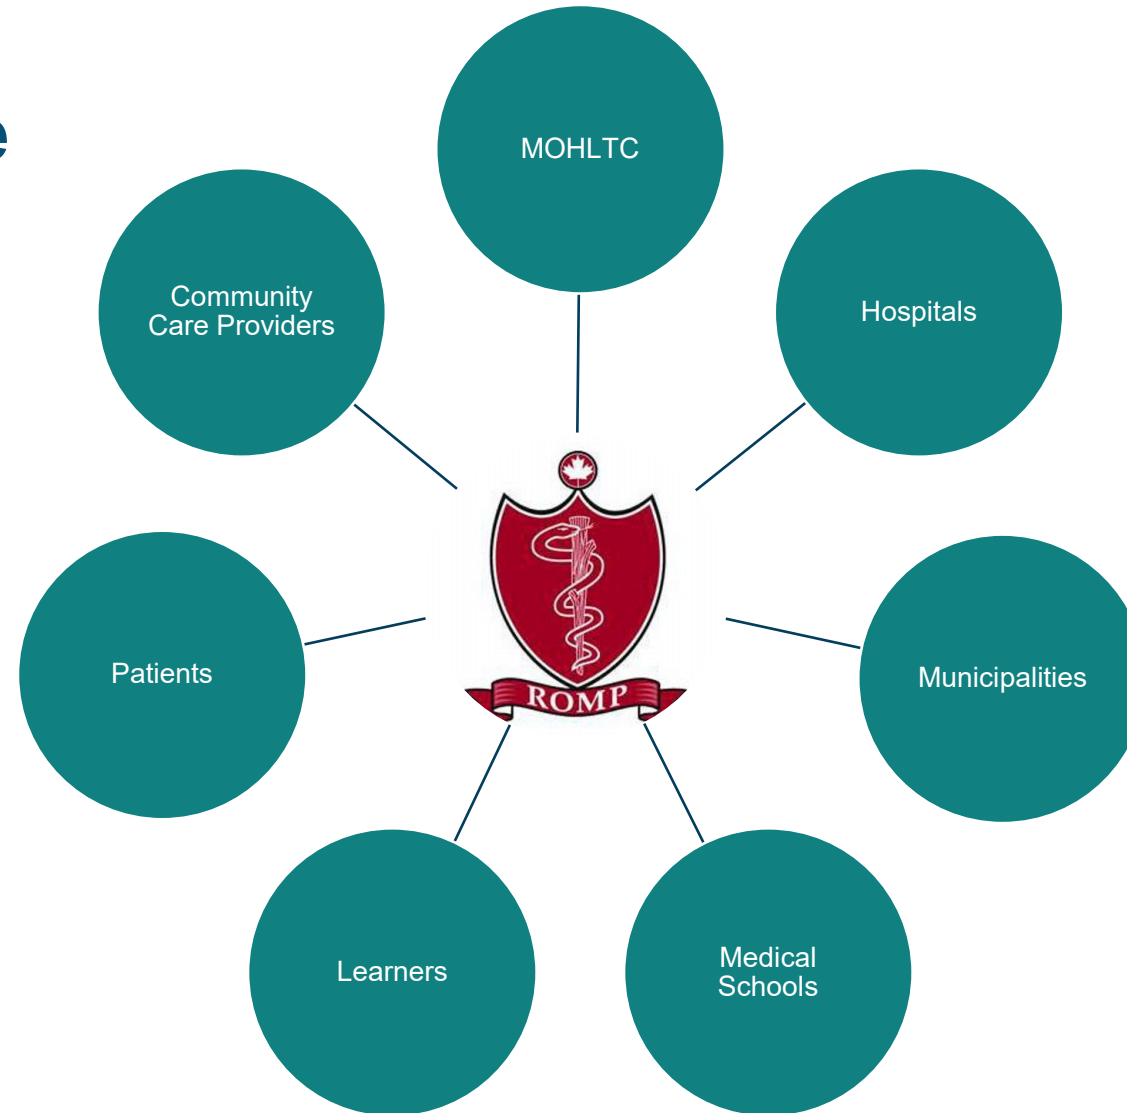 e
MOHLTC
Community
Care Providers
Hospitals
Patients
ROMP
Municipalities
Learners
Medical
Schools